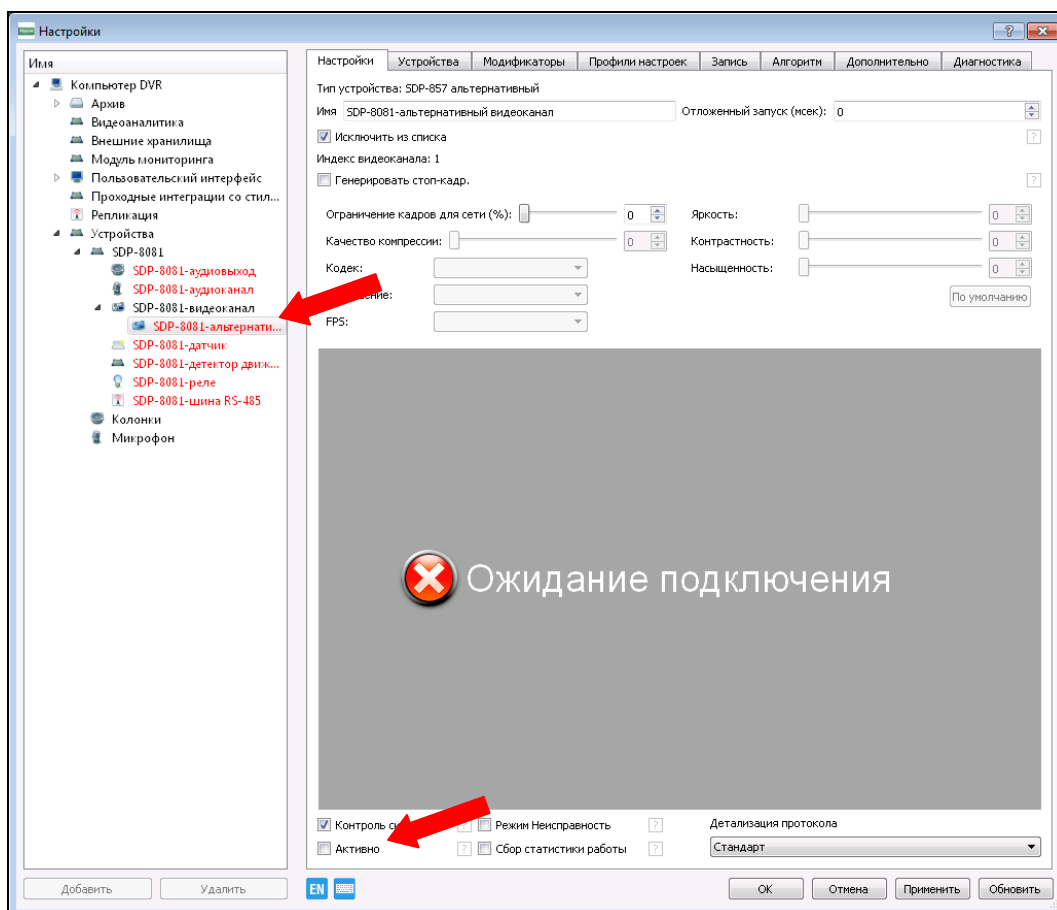 Настройки
Имя
Компьютер DVR
Архив
Видеоаналитика
Внешние хранилища
Модуль мониторинга
Пользовательский интерфейс
Проходные интеграции со стил...
Репликация
Устройства
SDP-8081
SDP-8081-аудиовыход
SDP-8081-аудиоканал
SDP-8081-видеоканал
SDP-8081-альтернати...
SDP-8081-датчик
SDP-8081-детектор движ...
SDP-8081-реле
SDP-8081-шина RS-485
Колонки
Микрофон
Добавить Удалить
Настройки Устройства Модификаторы Профили настроек Запись Алгоритм Дополнительно Диагностика
Тип устройства: SDP-857 альтернативный
Имя SDP-8081-альтернативный видеоканал Отложенный запуск (мсек): 0
Исключить из списка ?
Индекс видеоканала: 1
Генерировать стоп-кадр. ?
Ограничение кадров для сети (%): 0 Яркость: 0
Качество компрессии: 0 Контрастность: 0
Кодек: Насыщенность: 0
ение: По умолчанию
FPS:
Ожидание подключения
Контроль ? Режим Неисправность ? Детализация протокола
Активно ? Сбор статистики работы ? Стандарт
EN OK Отмена Применить Обновить